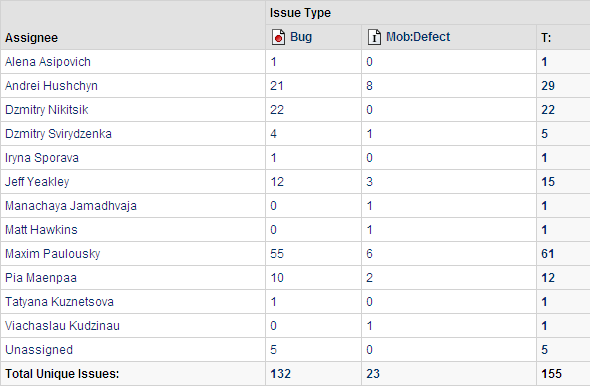 Issue Type
Assignee Bug Mob:Defect T:
Alena Asipovich 1 0 1
Andrei Hushchyn 21 8 29
Dzmitry Nikitsik 22 0 22
Dzmitry Svirydzenka 4 1 5
Iryna Sporava 1 0 1
Jeff Yeakley 12 3 15
Manachaya Jamadhvaja 0 1 1
Matt Hawkins 0 1 1
Maxim Paulousky 55 6 61
Pia Maenpaa 10 2 12
Tatyana Kuznetsova 1 0 1
Viachaslau Kudzinau 0 1 1
Unassigned 5 0 5
Total Unique Issues: 132 23 155